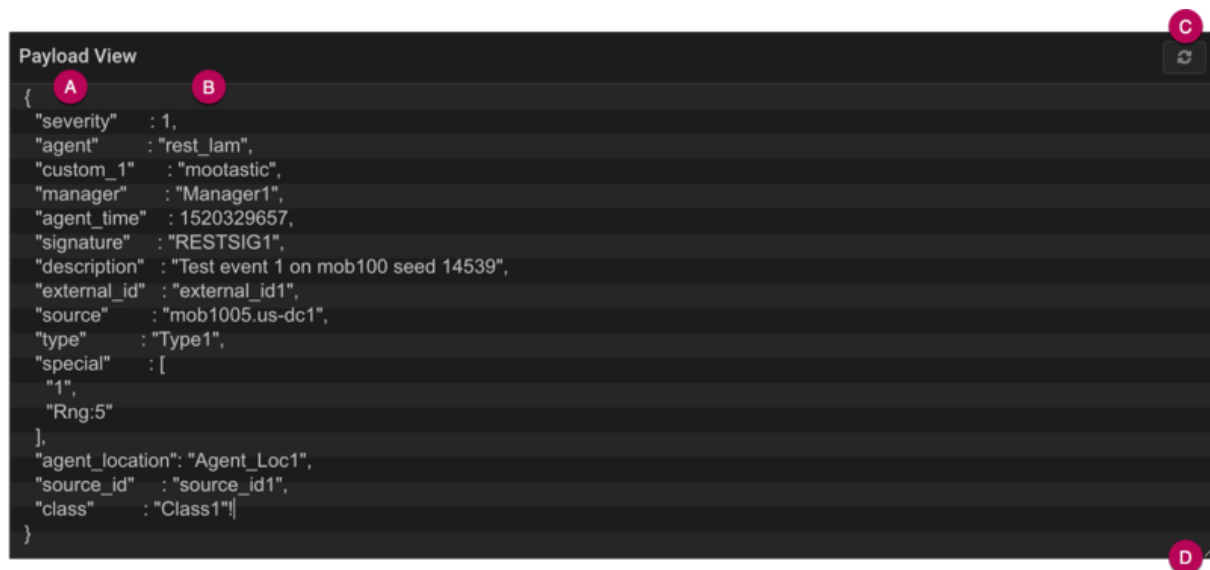 C
Payload View
A B
{
"severity" : 1,
"agent" : "rest_lam",
"custom_1" : "mootastic",
"manager" : "Manager1",
"agent_time" : 1520329657,
"signature" : "RESTSIG1",
"description" : "Test event 1 on mob100 seed 14539",
"external_id" : "external_id1",
"source" : "mob1005.us-dc1",
"type" : "Type1",
"special" : [
"1",
"Rng:5"
],
"agent_location": "Agent_Loc1",
"source_id" : "source_id1",
"class" : "Class1"!
}
D